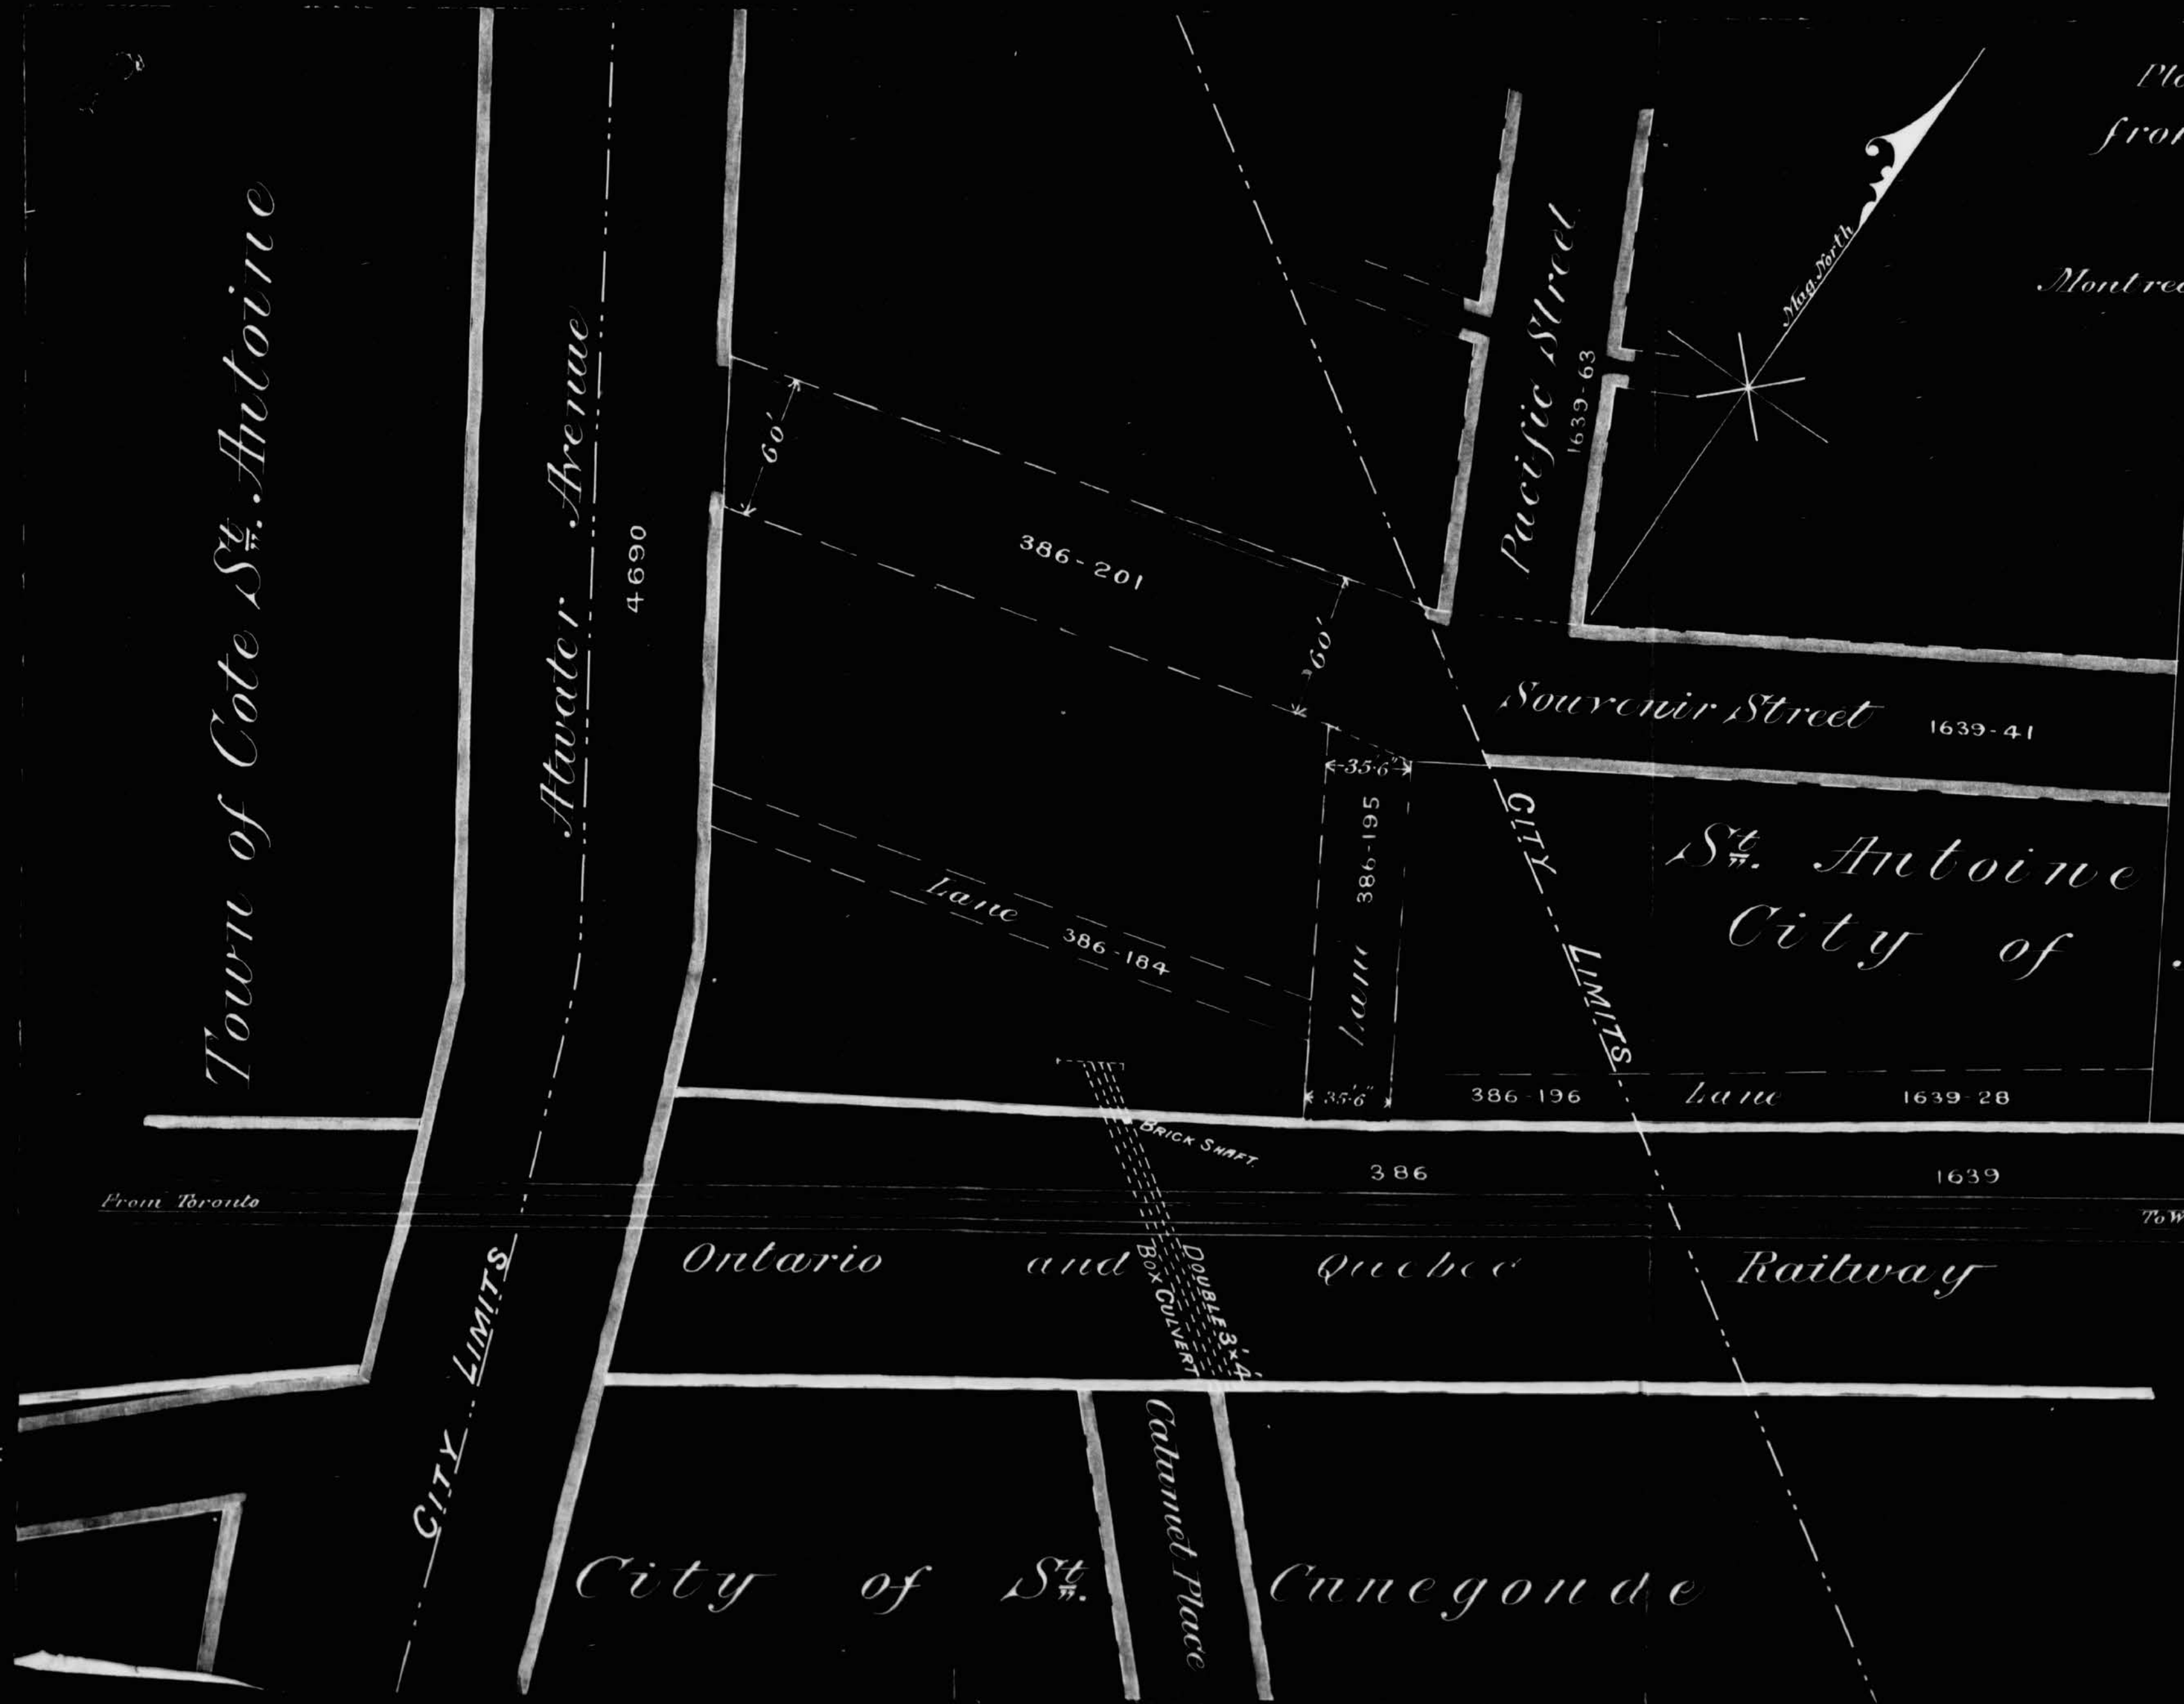 Town of Cote St. Antoine
Atwater Avenue
4690
60'
386-201
60'
Pacific Street
1639-63
Mag. North
Souvenir Street 1639-41
35'6"
386-195
Lane
35'6"
Lane 386-184
CITY LIMITS
St. Antoine
City of
386-196 Lane 1639-28
BRICK SHAFT.
386
1639
From Toronto
Ontario and Quebec Railway
DOUBLE 3'x4'
BOX CULVERT
CITY LIMITS
Calumet Place
City of St. Cunegonde